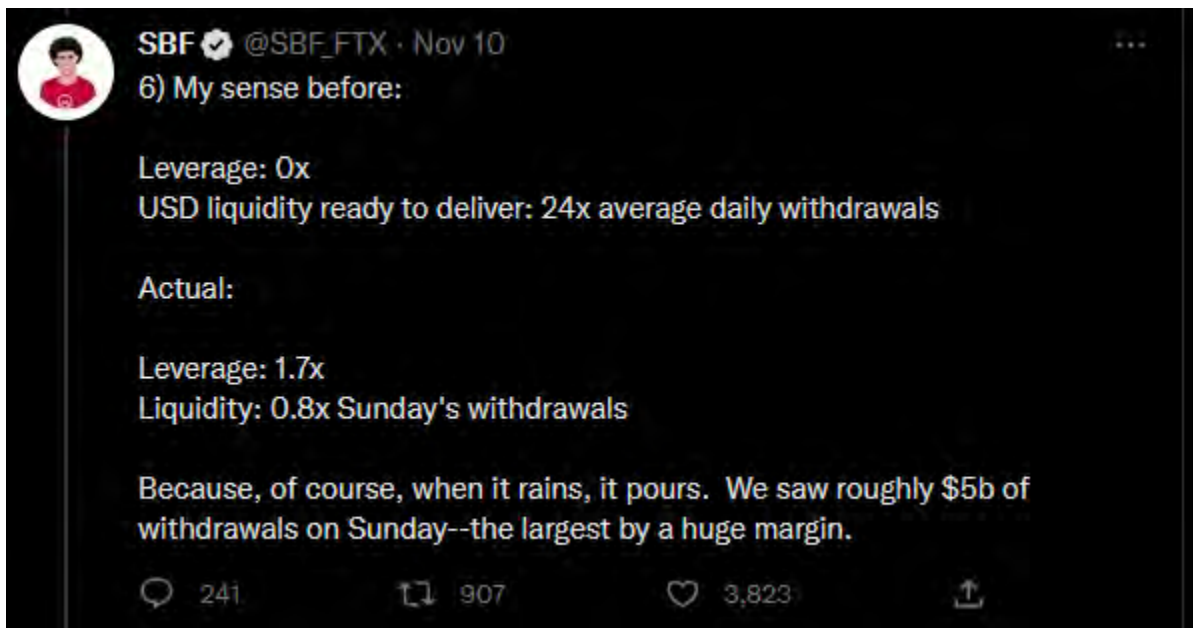 SBF @SBF_FTX · Nov 10
6) My sense before:
Leverage: 0x
USD liquidity ready to deliver: 24x average daily withdrawals
Actual:
Leverage: 1.7x
Liquidity: 0.8x Sunday's withdrawals
Because, of course, when it rains, it pours.  We saw roughly $5b of
withdrawals on Sunday--the largest by a huge margin.
241 907 3,823